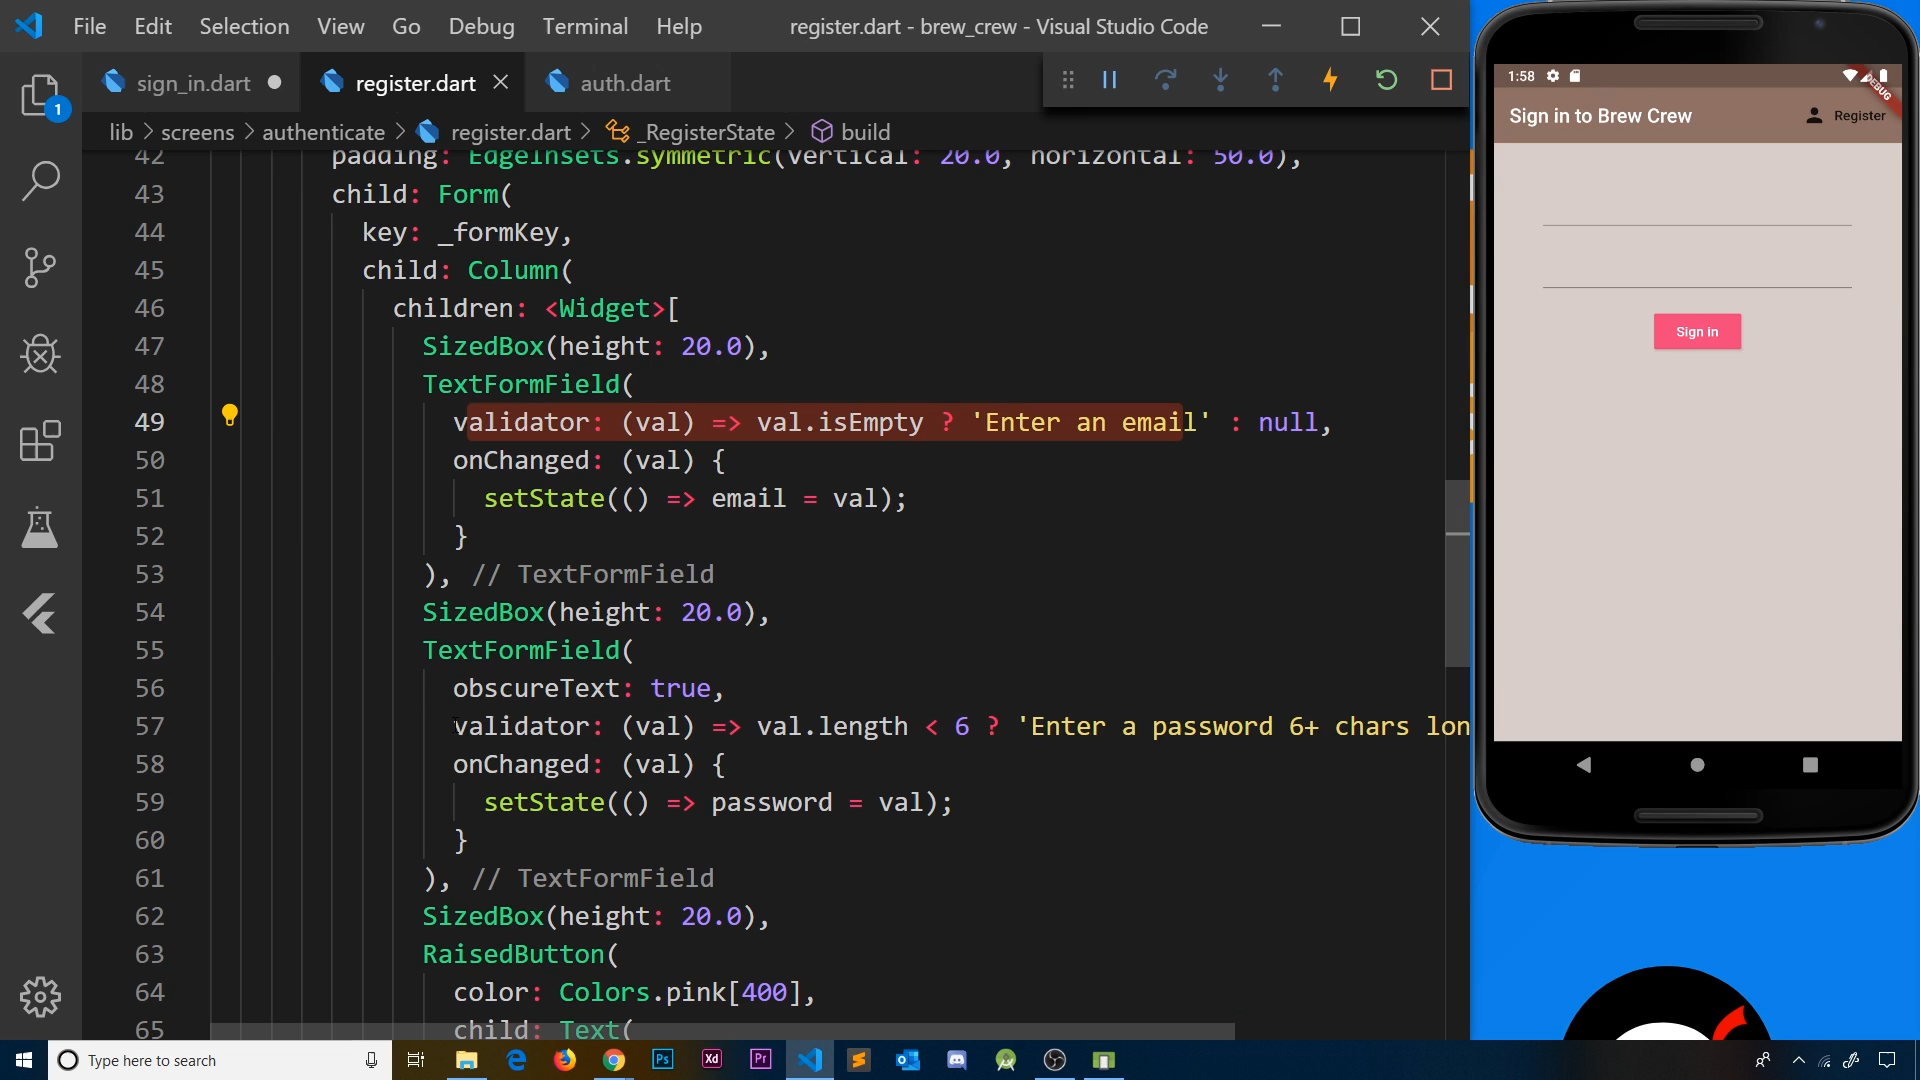 File Edit Selection View Go Debug Terminal Help register.dart - brew_crew - Visual Studio Code
1
sign_in.dart register.dart auth.dart
lib > screens > authenticate > register.dart > _RegisterState > build
42 padding: EdgeInsets.symmetric(vertical: 20.0, horizontal: 50.0),
43 child: Form(
44 key: _formKey,
45 child: Column(
46 children: <Widget>[
47 SizedBox(height: 20.0),
48 TextFormField(
49 validator: (val) => val.isEmpty ? 'Enter an email' : null,
50 onChanged: (val) {
51 setState(() => email = val);
52 }
53 ), // TextFormField
54 SizedBox(height: 20.0),
55 TextFormField(
56 obscureText: true,
57 validator: (val) => val.length < 6 ? 'Enter a password 6+ chars lon
58 onChanged: (val) {
59 setState(() => password = val);
60 }
61 ), // TextFormField
62 SizedBox(height: 20.0),
63 RaisedButton(
64 color: Colors.pink[400],
65 child: Text(
1:58
DEBUG
Sign in to Brew Crew Register
Sign in
Type here to search
Ps Xd Pr